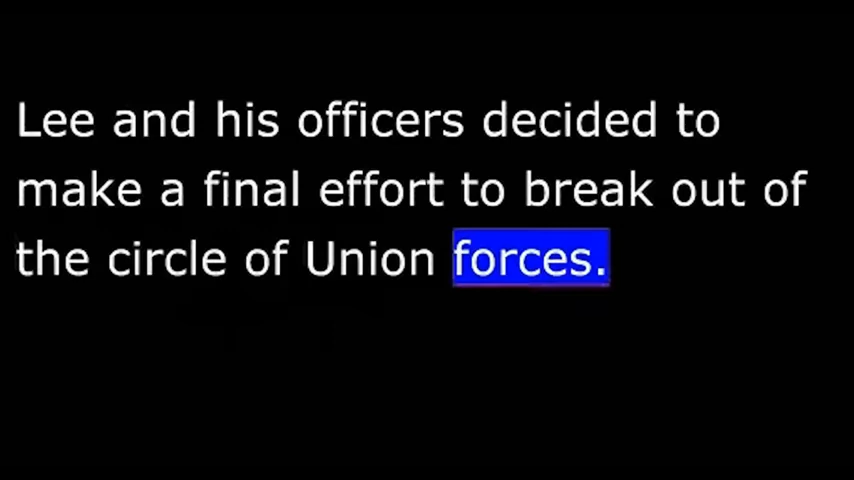 Lee and his officers decided to
make a final effort to break out of
the circle of Union forces.